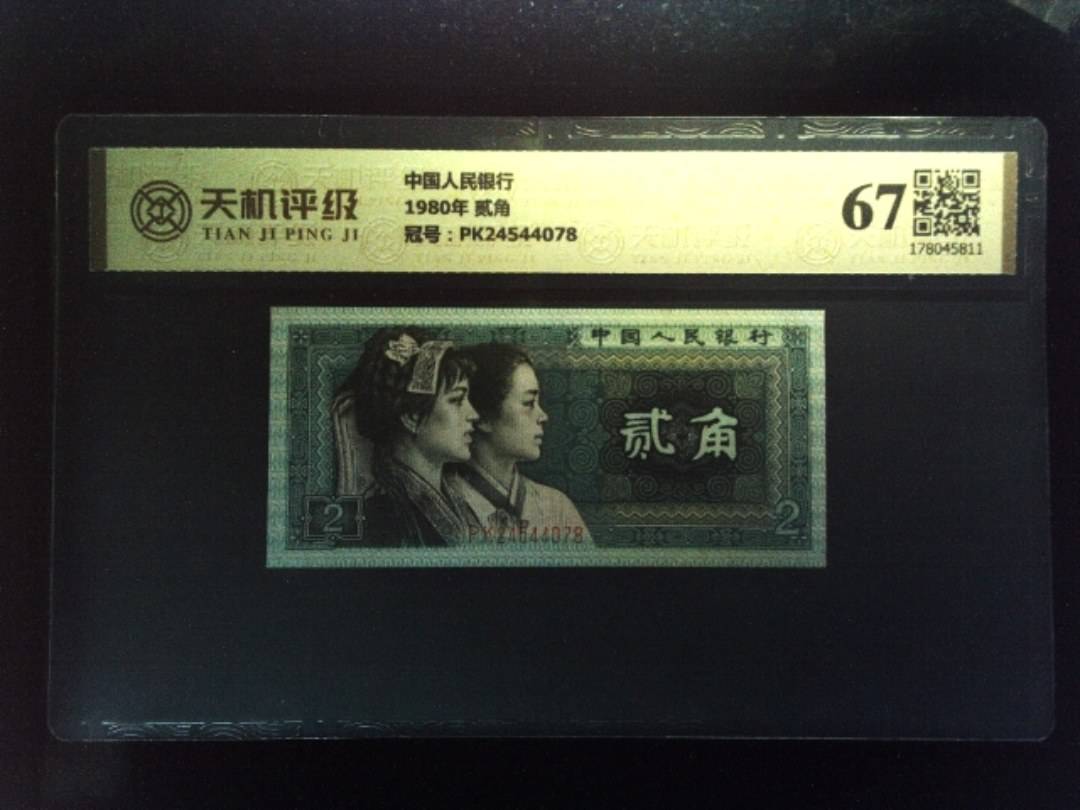 天机评级
TIAN JI PING JI
中国人民银行
1980年 贰角
冠号：PK24544078
67
178045811
中国人民银行
贰角
2
2
PK24544078